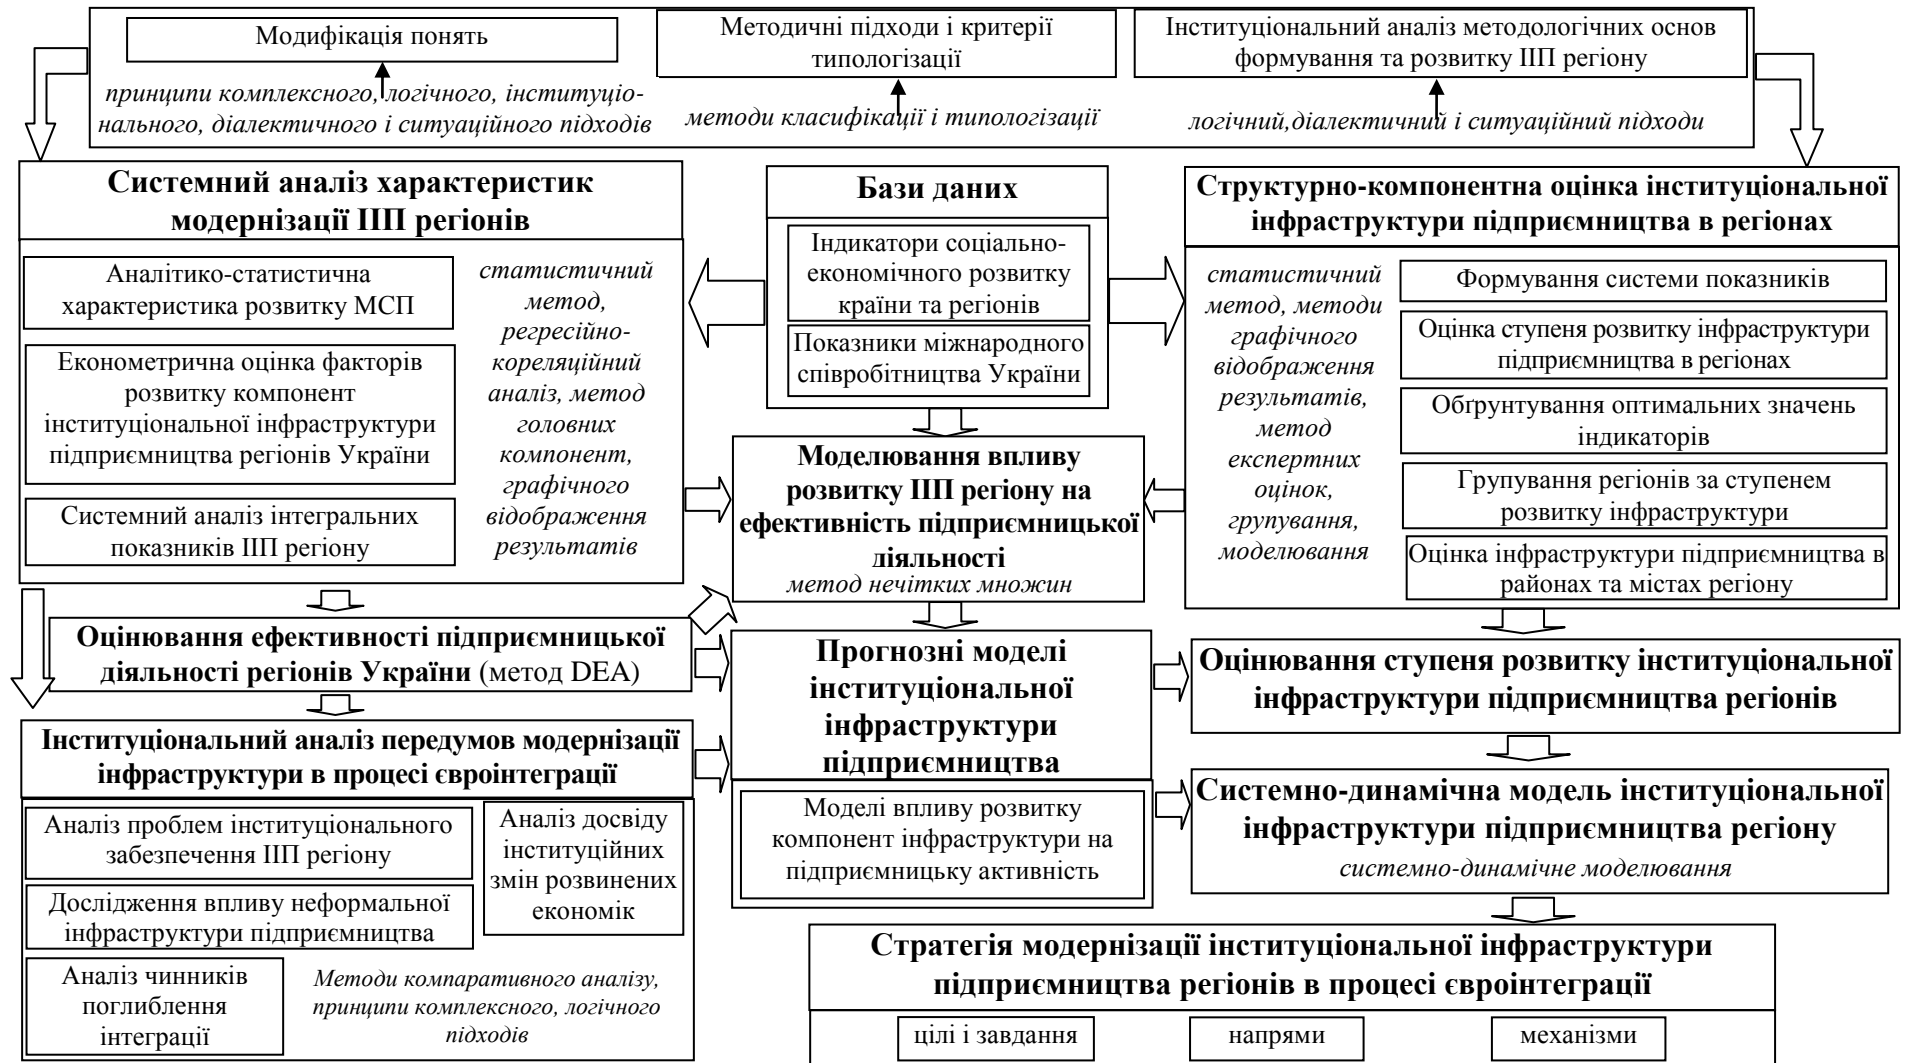 Модифікація понять
Методичні підходи і критерії
типологізації
Інституціональний аналіз методологічних основ
формування та розвитку ІІП регіону
принципи комплексного, логічного, інституціо-
нального, діалектичного і ситуаційного підходів
методи класифікації і типологізації
логічний,діалектичний і ситуаційний підходи
Системний аналіз характеристик
модернізації ІІП регіонів
Аналітико-статистична
характеристика розвитку МСП
Економетрична оцінка факторів
розвитку компонент
інституціональної інфраструктури
підприємництва регіонів України
Системний аналіз інтегральних
показників ІІП регіону
статистичний
метод,
регресійно-
кореляційний
аналіз, метод
головних
компонент,
графічного
відображення
результатів
Бази даних
Індикатори соціально-
економічного розвитку
країни та регіонів
Показники міжнародного
співробітництва України
Структурно-компонентна оцінка інституціональної
інфраструктури підприємництва в регіонах
статистичний
метод, методи
графічного
відображення
результатів,
метод
експертних
оцінок,
групування,
моделювання
Формування системи показників
Оцінка ступеня розвитку інфраструктури
підприємництва в регіонах
Обґрунтування оптимальних значень
індикаторів
Групування регіонів за ступенем
розвитку інфраструктури
Оцінка інфраструктури підприємництва в
районах та містах регіону
Моделювання впливу
розвитку ІІП регіону на
ефективність підприємницької
діяльності
метод нечітких множин
Оцінювання ефективності підприємницької
діяльності регіонів України (метод DEA)
Прогнозні моделі
інституціональної
інфраструктури
підприємництва
Моделі впливу розвитку
компонент інфраструктури на
підприємницьку активність
Оцінювання ступеня розвитку інституціональної
інфраструктури підприємництва регіонів
Інституціональний аналіз передумов модернізації
інфраструктури в процесі євроінтеграції
Аналіз проблем інституціонального
забезпечення ІІП регіону
Дослідження впливу неформальної
інфраструктури підприємництва
Аналіз досвіду
інституційних
змін розвинених
економік
Аналіз чинників
поглиблення
інтеграції
Методи компаративного аналізу,
принципи комплексного, логічного
підходів
Системно-динамічна модель інституціональної
інфраструктури підприємництва регіону
системно-динамічне моделювання
Стратегія модернізації інституціональної інфраструктури
підприємництва регіонів в процесі євроінтеграції
цілі і завдання
напрями
механізми